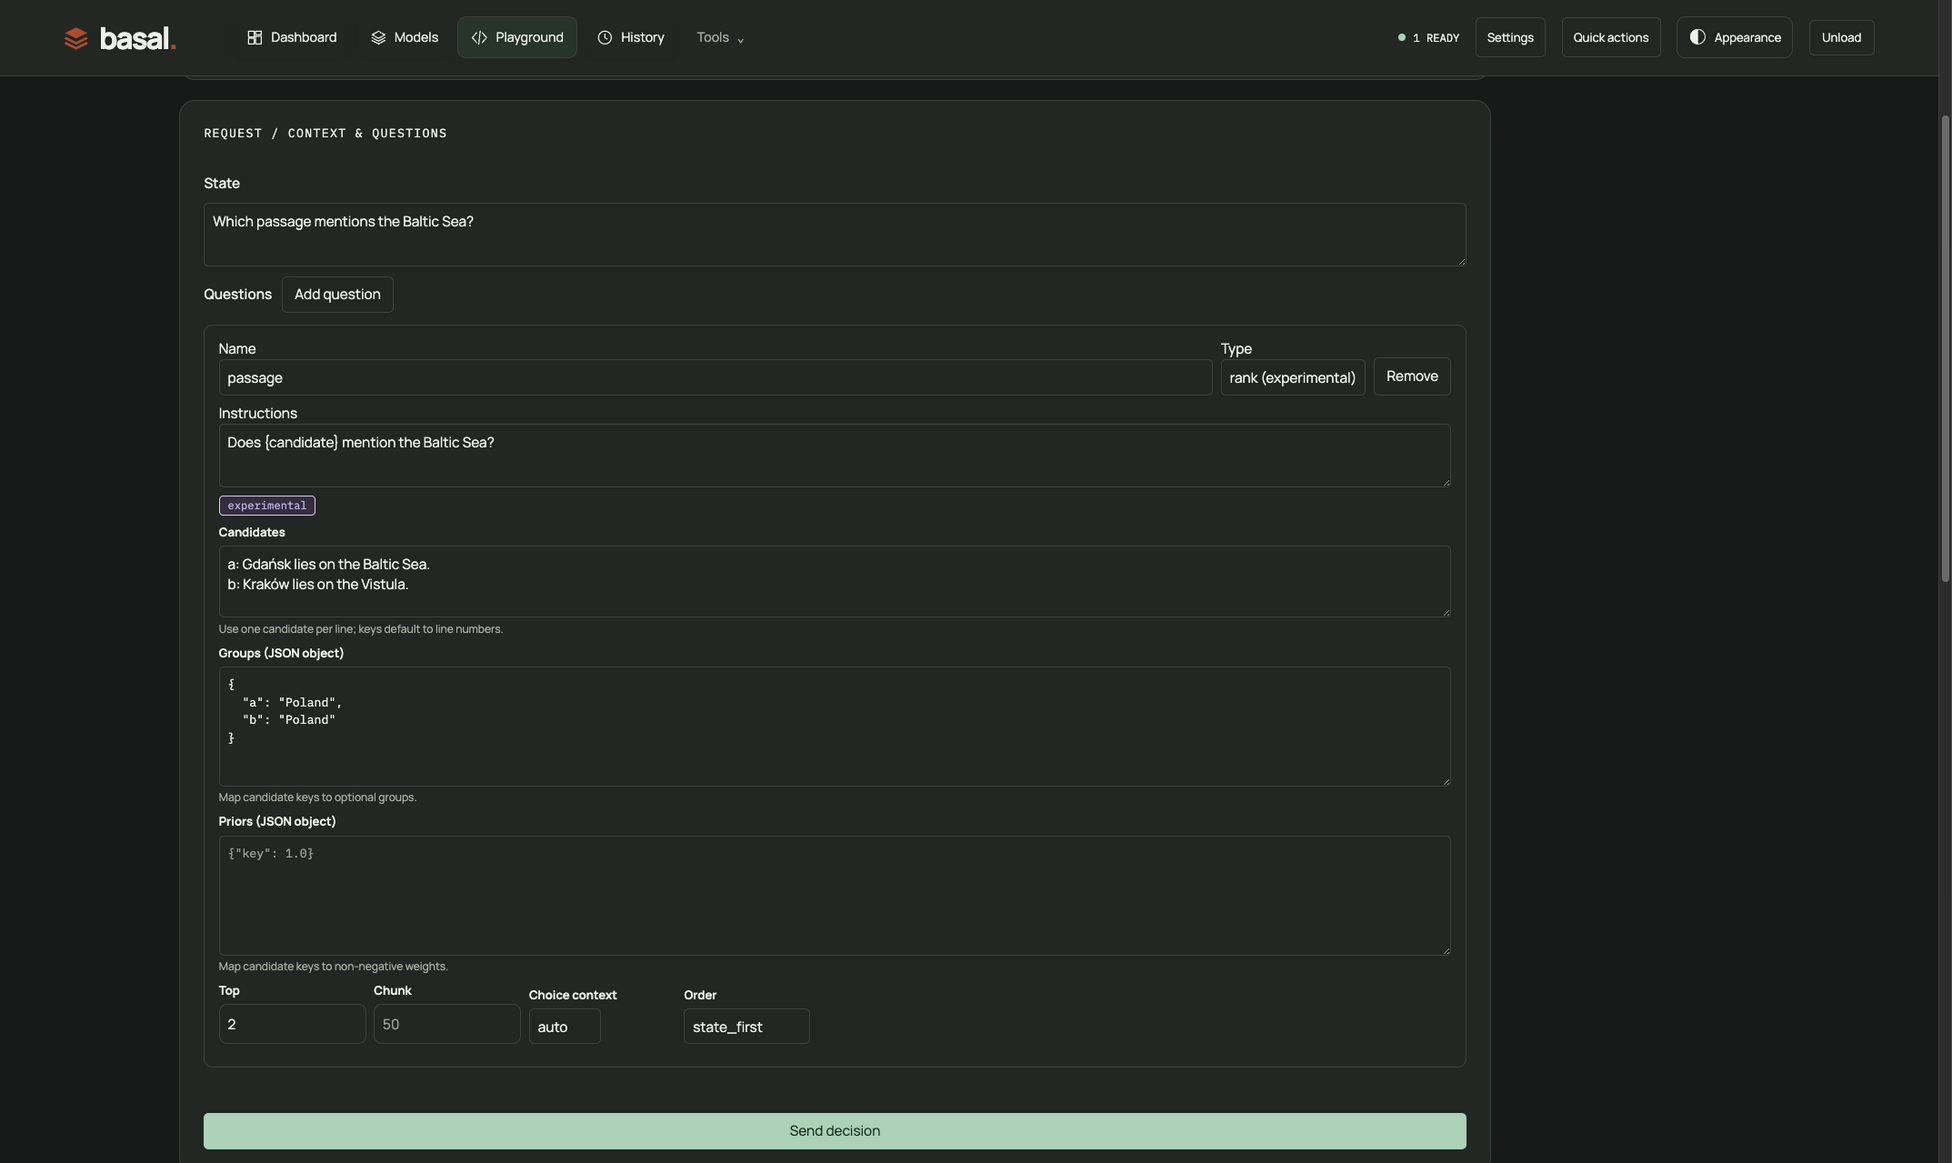 basal.
Dashboard
Models
Playground
History
Tools
1 READY
Settings
Quick actions
Appearance
Unload
REQUEST / CONTEXT & QUESTIONS
State
Which passage mentions the Baltic Sea?
Questions
Add question
Name
Type
passage
rank (experimental)
Remove
Instructions
Does {candidate} mention the Baltic Sea?
experimental
Candidates
a: Gdańsk lies on the Baltic Sea.
b: Kraków lies on the Vistula.
Use one candidate per line; keys default to line numbers.
Groups (JSON object)
{
"a": "Poland",
"b": "Poland"
}
Map candidate keys to optional groups.
Priors (JSON object)
{"key": 1.0}
Map candidate keys to non-negative weights.
Top
Chunk
Choice context
Order
2
50
auto
state_first
Send decision